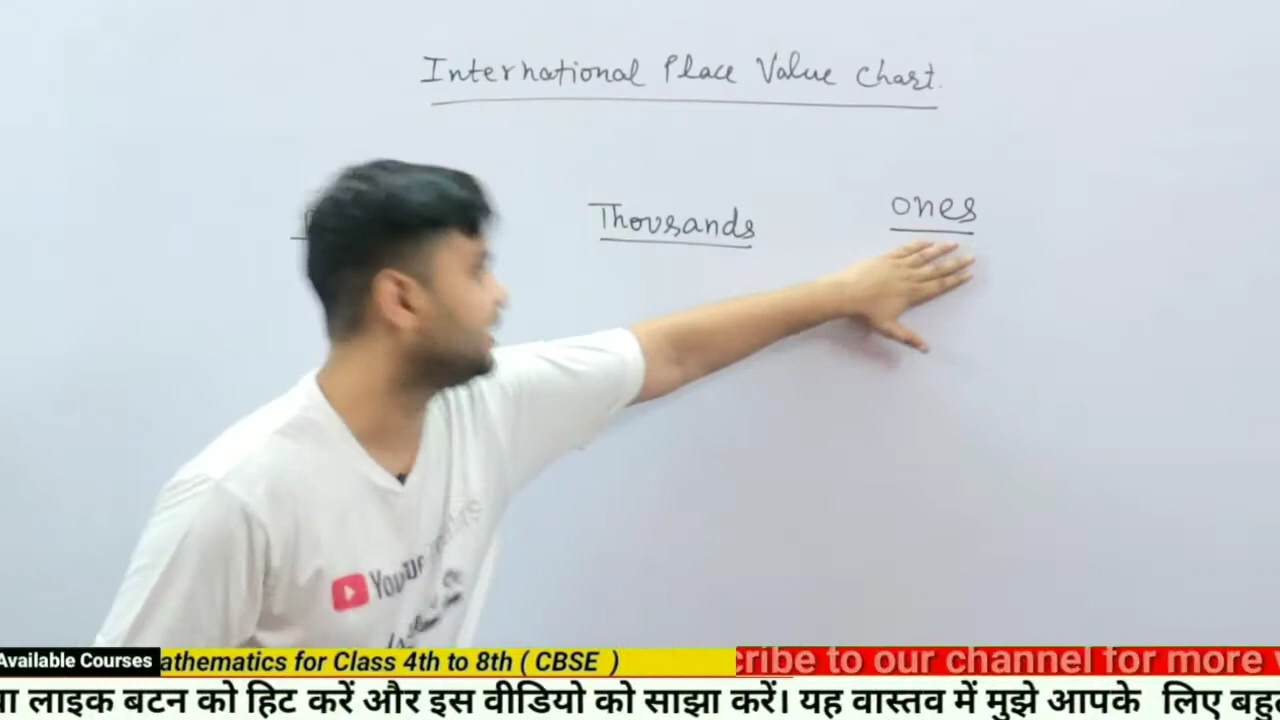 International Place Value Chart.
Thousands
ones
YouTube
Available Courses
athematics for Class 4th to 8th ( CBSE )
cribe to our channel for more
लाइक बटन को हिट करें और इस वीडियो को साझा करें। यह वास्तव में मुझे आपके लिए